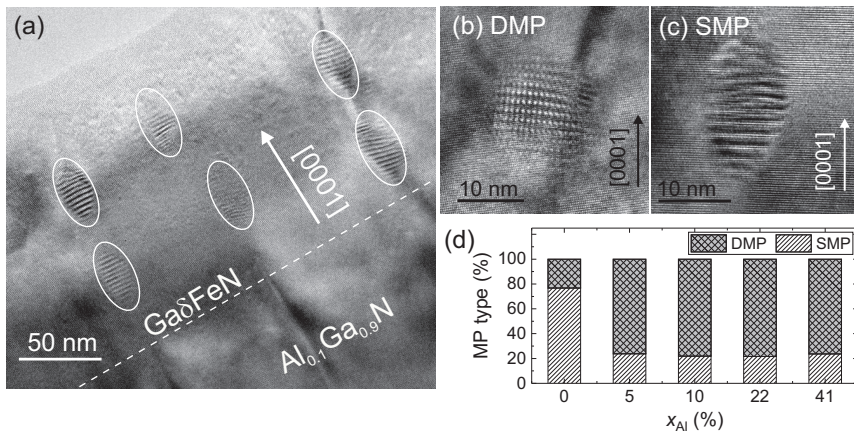 (a)
[0001]
GaδFeN
Al0.1Ga0.9N
50 nm
(b) DMP
[0001]
10 nm
(c) SMP
[0001]
10 nm
(d)
DMP SMP
MP type (%)
100
80
60
40
20
0
0 5 10 22 41
xAl (%)